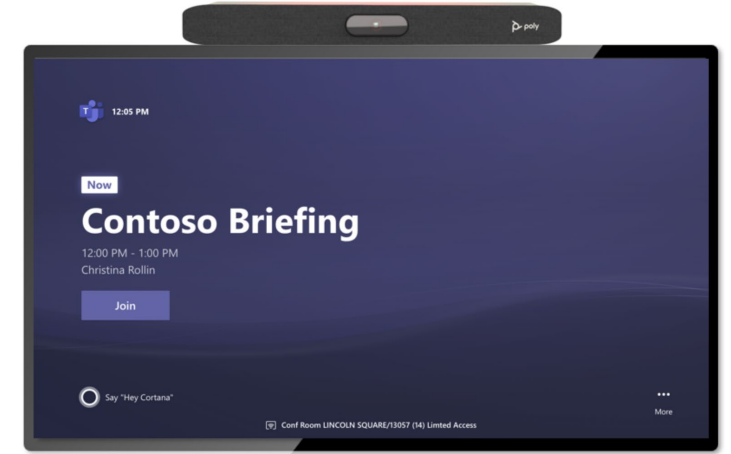 poly
T
12:05 PM
Now
Contoso Briefing
12:00 PM - 1:00 PM
Christina Rollin
Join
Say "Hey Cortana"
More
Conf Room LINCOLN SQUARE/13057 (14) Limted Access